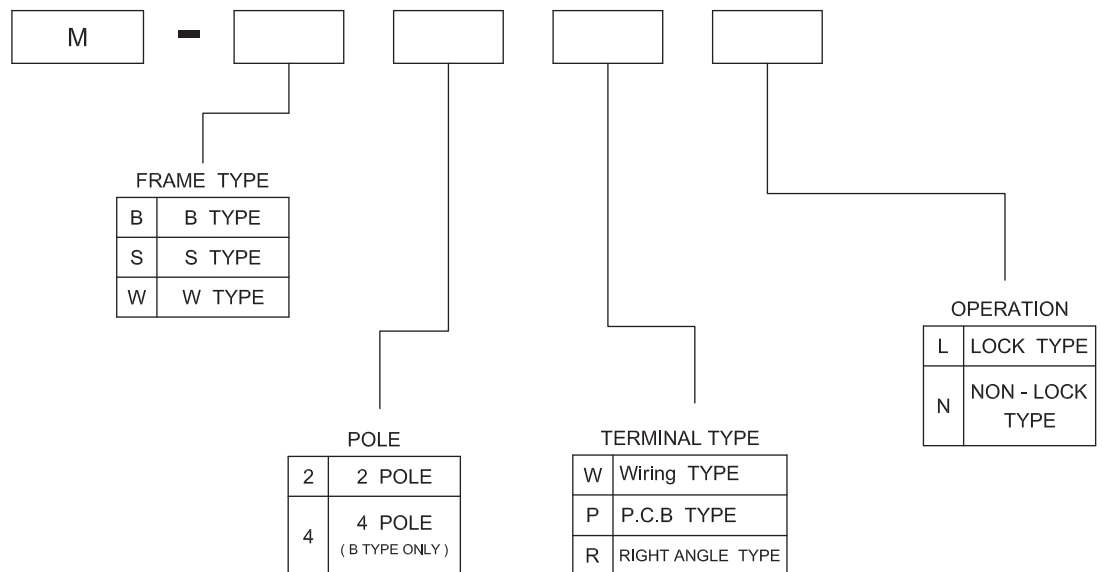 M -
FRAME TYPE
B B TYPE
S S TYPE
W W TYPE
OPERATION
L LOCK TYPE
N NON - LOCK
TYPE
POLE
2 2 POLE
4 4 POLE
( B TYPE ONLY )
TERMINAL TYPE
W Wiring TYPE
P P.C.B TYPE
R RIGHT ANGLE TYPE